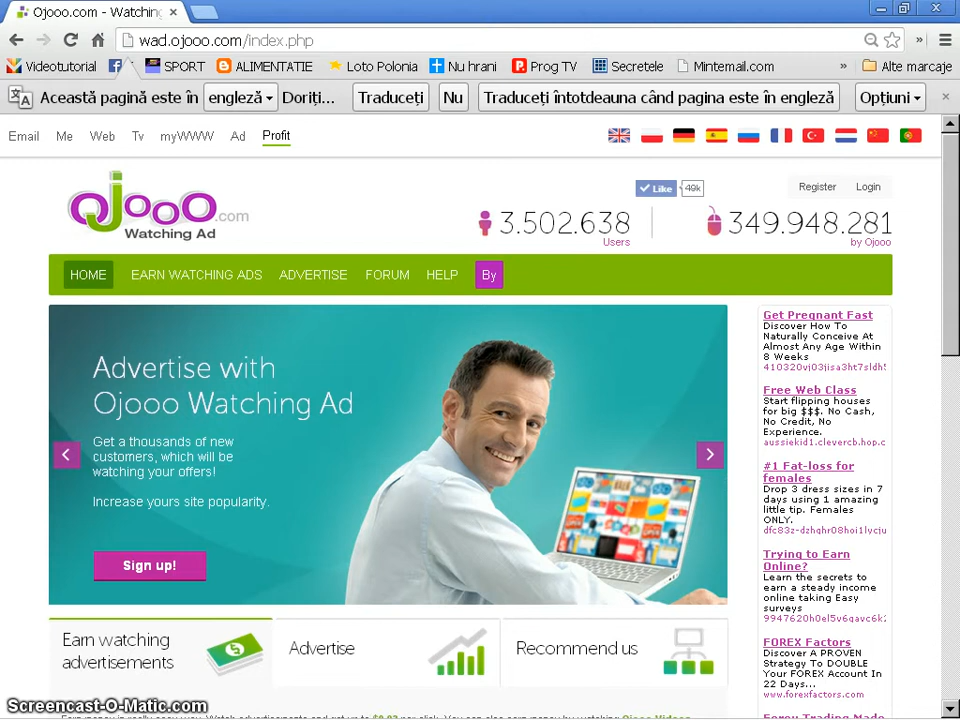 Ojooo.com - Watching
wad.ojooo.com/index.php
Videotutorial SPORT ALIMENTATIE Loto Polonia Nu hrani Prog TV Secretele Mintemail.com » Alte marcaje
Această pagină este în engleză Doriți... Traduceți Nu Traduceți întotdeauna când pagina este în engleză Opțiuni
Email Me Web Tv myWWW Ad Profit
Like 49k Register Login
Ojooo.com
Watching Ad
3.502.638
Users
349.948.281
by Ojooo
HOME EARN WATCHING ADS ADVERTISE FORUM HELP By
Advertise with
Ojooo Watching Ad
Get a thousands of new
customers, which will be
watching your offers!
Increase yours site popularity.
Sign up!
Get Pregnant Fast
Discover How To
Naturally Conceive At
Almost Any Age Within
8 Weeks
Free Web Class
Start flipping houses
for big $$$. No Cash,
No Credit, No
Experience.
aussiekid1.clevercb.hop.c
#1 Fat-loss for
females
Drop 3 dress sizes in 7
days using 1 amazing
little tip. Females
ONLY.
Trying to Earn
Online?
Learn the secrets to
earn a steady income
online taking Easy
surveys
FOREX Factors
Discover A PROVEN
Strategy To DOUBLE
Your FOREX Account In
22 Days...
www.forexfactors.com
Forex Trading Made
Earn watching
advertisements
Advertise
Recommend us
Screencast-O-Matic.com